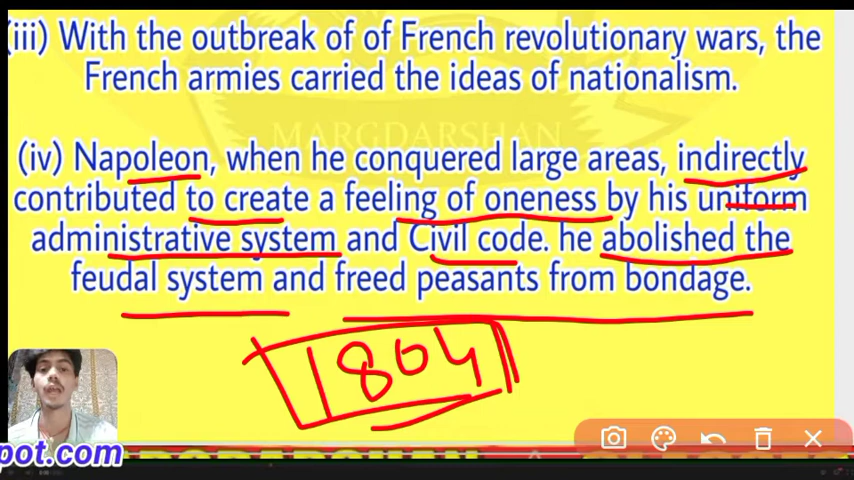 (iii) With the outbreak of of French revolutionary wars, the
French armies carried the ideas of nationalism.
MARGDARSHAN
(iv) Napoleon, when he conquered large areas, indirectly
contributed to create a feeling of oneness by his uniform
administrative system and Civil code. he abolished the
feudal system and freed peasants from bondage.
1804
pot.com